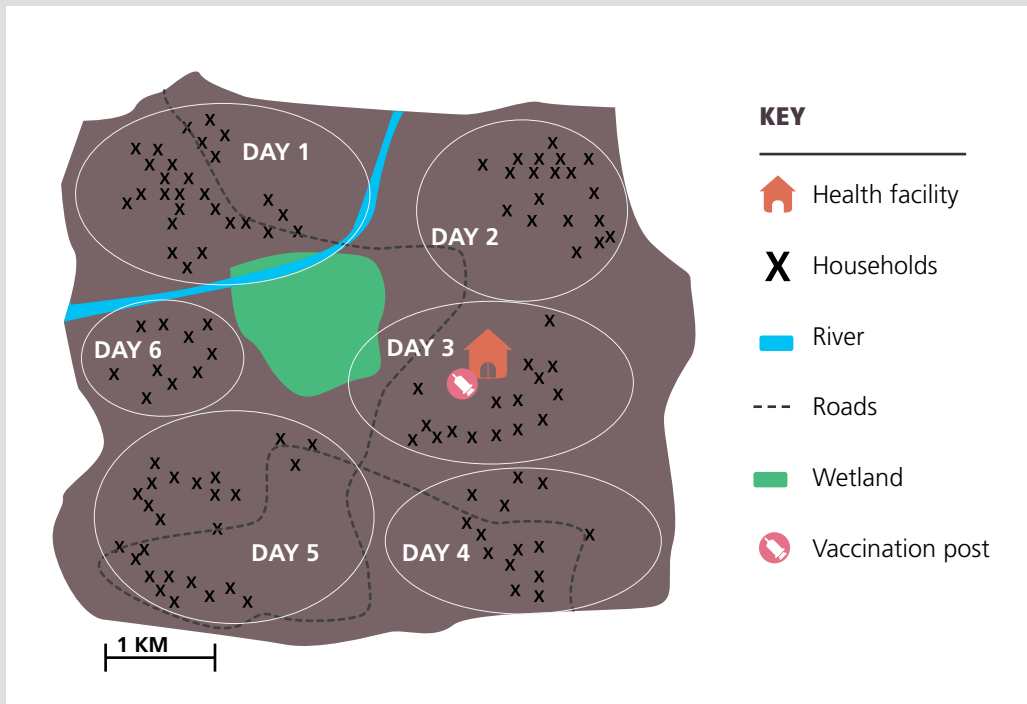 DAY 1
DAY 2
DAY 3
DAY 6
DAY 5
DAY 4
1 KM
KEY
Health facility
X Households
River
Roads
Wetland
Vaccination post